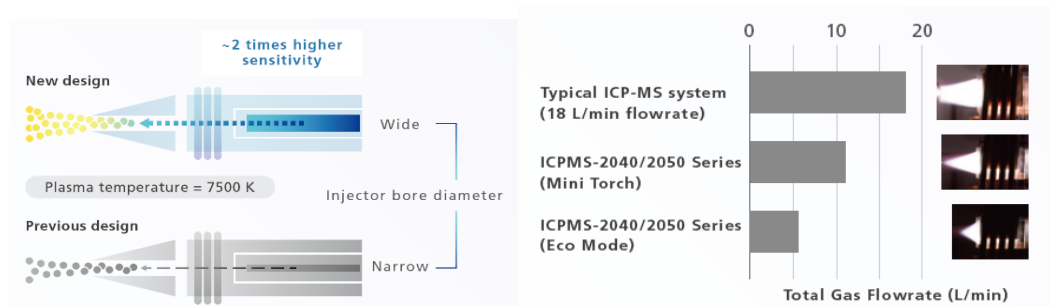 ~2 times higher
sensitivity
New design
Wide
Plasma temperature = 7500 K
Injector bore diameter
Previous design
Narrow
0
10
20
Typical ICP-MS system
(18 L/min flowrate)
ICPMS-2040/2050 Series
(Mini Torch)
ICPMS-2040/2050 Series
(Eco Mode)
Total Gas Flowrate (L/min)